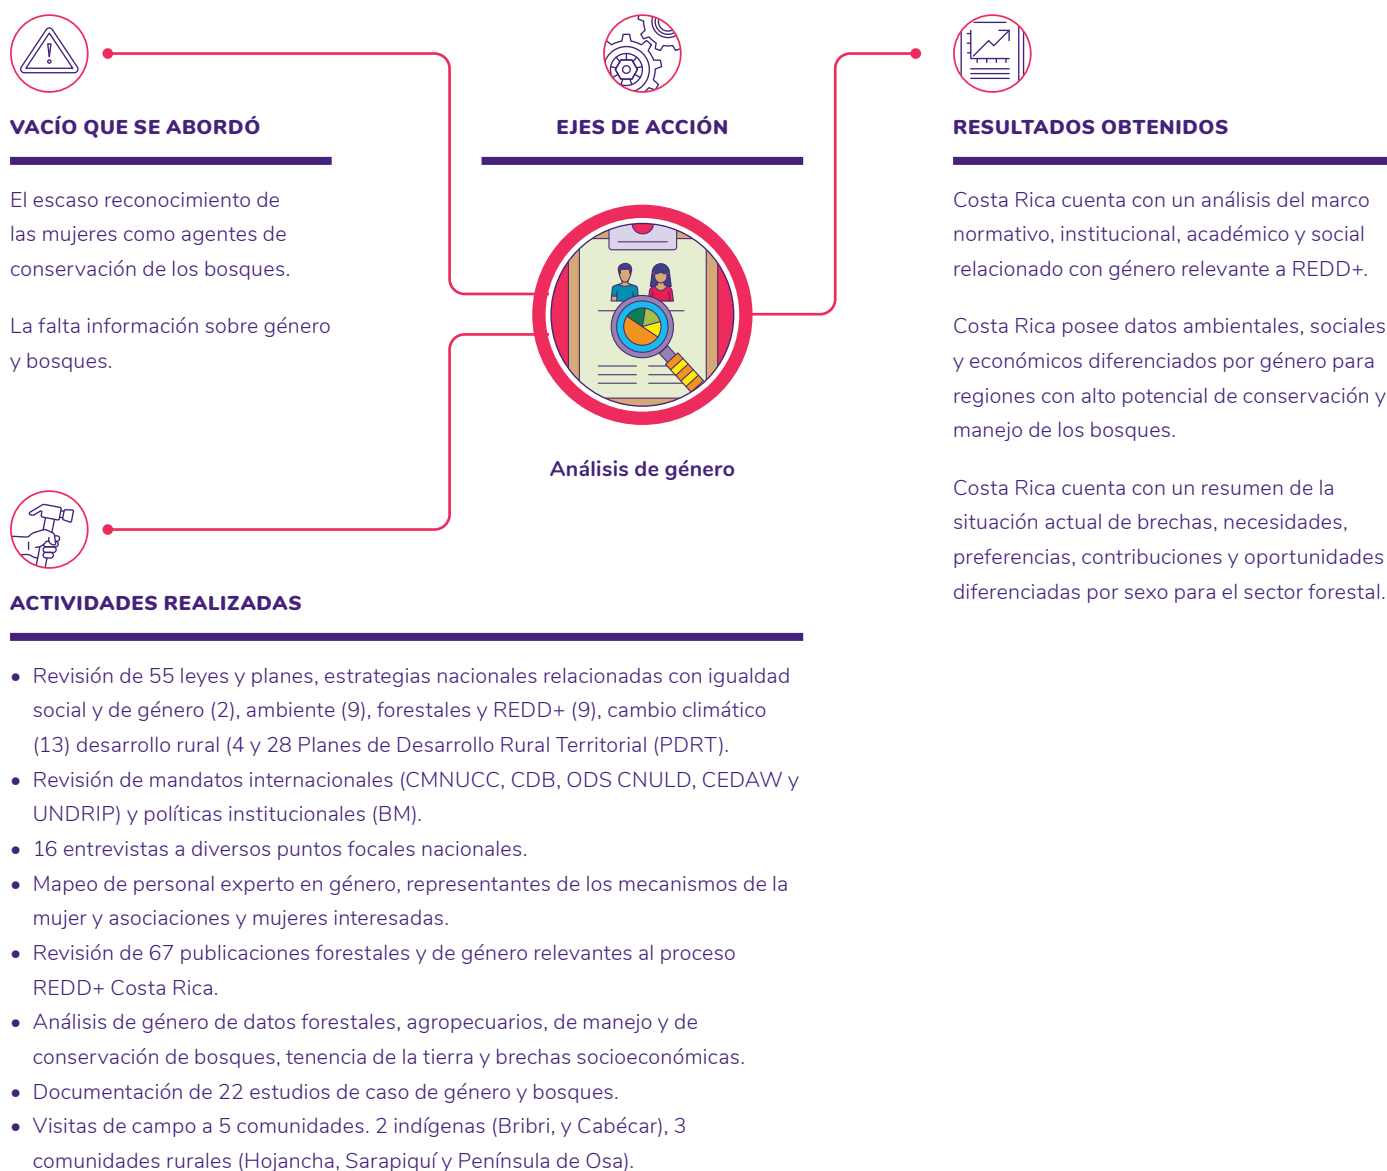 VACÍO QUE SE ABORDÓ
El escaso reconocimiento de
las mujeres como agentes de
conservación de los bosques.
La falta información sobre género
y bosques.
EJES DE ACCIÓN
Análisis de género
RESULTADOS OBTENIDOS
Costa Rica cuenta con un análisis del marco
normativo, institucional, académico y social
relacionado con género relevante a REDD+.
Costa Rica posee datos ambientales, sociales
y económicos diferenciados por género para
regiones con alto potencial de conservación y
manejo de los bosques.
Costa Rica cuenta con un resumen de la
situación actual de brechas, necesidades,
preferencias, contribuciones y oportunidades
diferenciadas por sexo para el sector forestal.
ACTIVIDADES REALIZADAS
• Revisión de 55 leyes y planes, estrategias nacionales relacionadas con igualdad
social y de género (2), ambiente (9), forestales y REDD+ (9), cambio climático
(13) desarrollo rural (4 y 28 Planes de Desarrollo Rural Territorial (PDRT).
• Revisión de mandatos internacionales (CMNUCC, CDB, ODS CNULD, CEDAW y
UNDRIP) y políticas institucionales (BM).
• 16 entrevistas a diversos puntos focales nacionales.
• Mapeo de personal experto en género, representantes de los mecanismos de la
mujer y asociaciones y mujeres interesadas.
• Revisión de 67 publicaciones forestales y de género relevantes al proceso
REDD+ Costa Rica.
• Análisis de género de datos forestales, agropecuarios, de manejo y de
conservación de bosques, tenencia de la tierra y brechas socioeconómicas.
• Documentación de 22 estudios de caso de género y bosques.
• Visitas de campo a 5 comunidades. 2 indígenas (Bribri, y Cabécar), 3
comunidades rurales (Hojancha, Sarapiquí y Península de Osa).